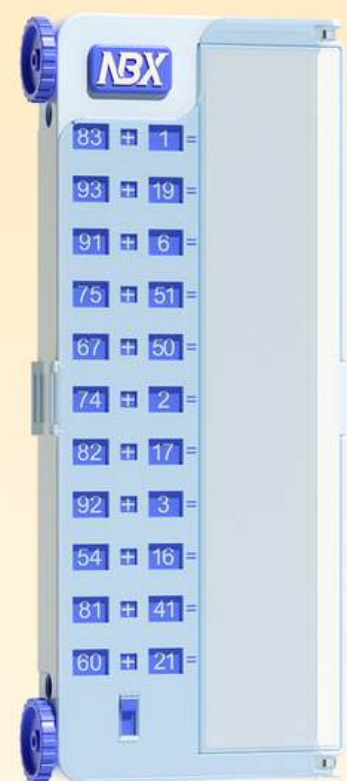 NBX
83 + 1 =
93 + 19 =
91 + 6 =
75 + 51 =
67 + 50 =
74 + 2 =
82 + 17 =
92 + 3 =
54 + 16 =
81 + 41 =
60 + 21 =